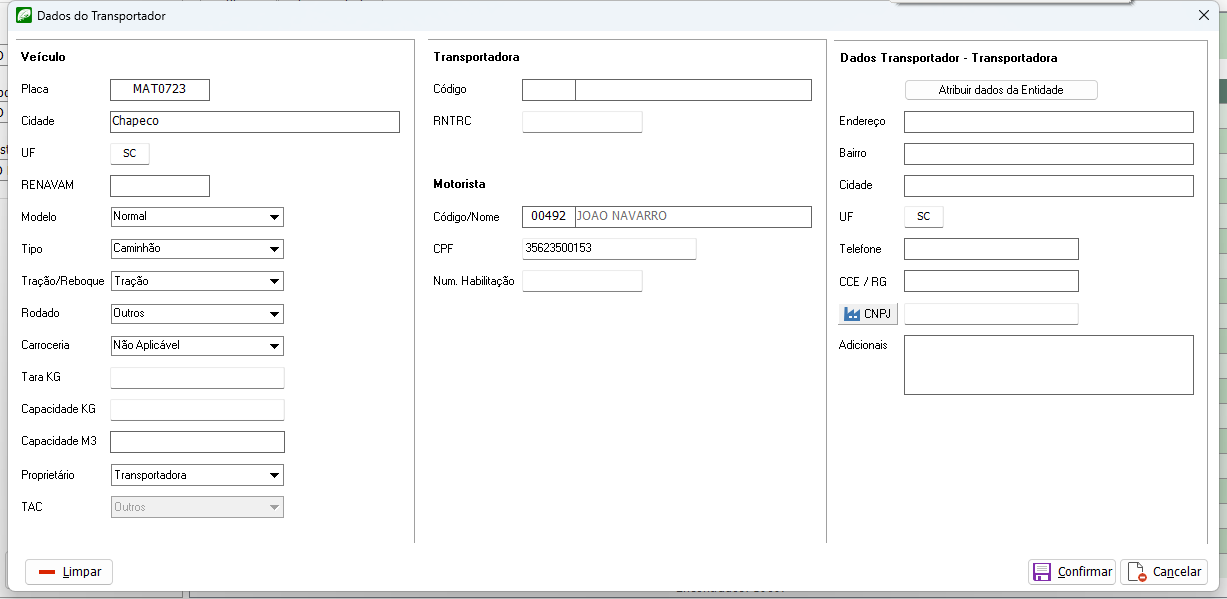 Dados do Transportador
Veículo
Placa MAT0723
Cidade Chapeco
UF SC
RENAVAM
Modelo Normal
Tipo Caminhão
Tração/Reboque Tração
Rodado Outros
Carroceria Não Aplicável
Tara KG
Capacidade KG
Capacidade M3
Proprietário Transportadora
TAC Outros
Transportadora
Código
RNTRC
Motorista
Código/Nome 00492 JOAO NAVARRO
CPF 35623500153
Num. Habilitação
Dados Transportador - Transportadora
Atribuir dados da Entidade
Endereço
Bairro
Cidade
UF SC
Telefone
CCE / RG
CNPJ
Adicionais
Limpar
Confirmar
Cancelar